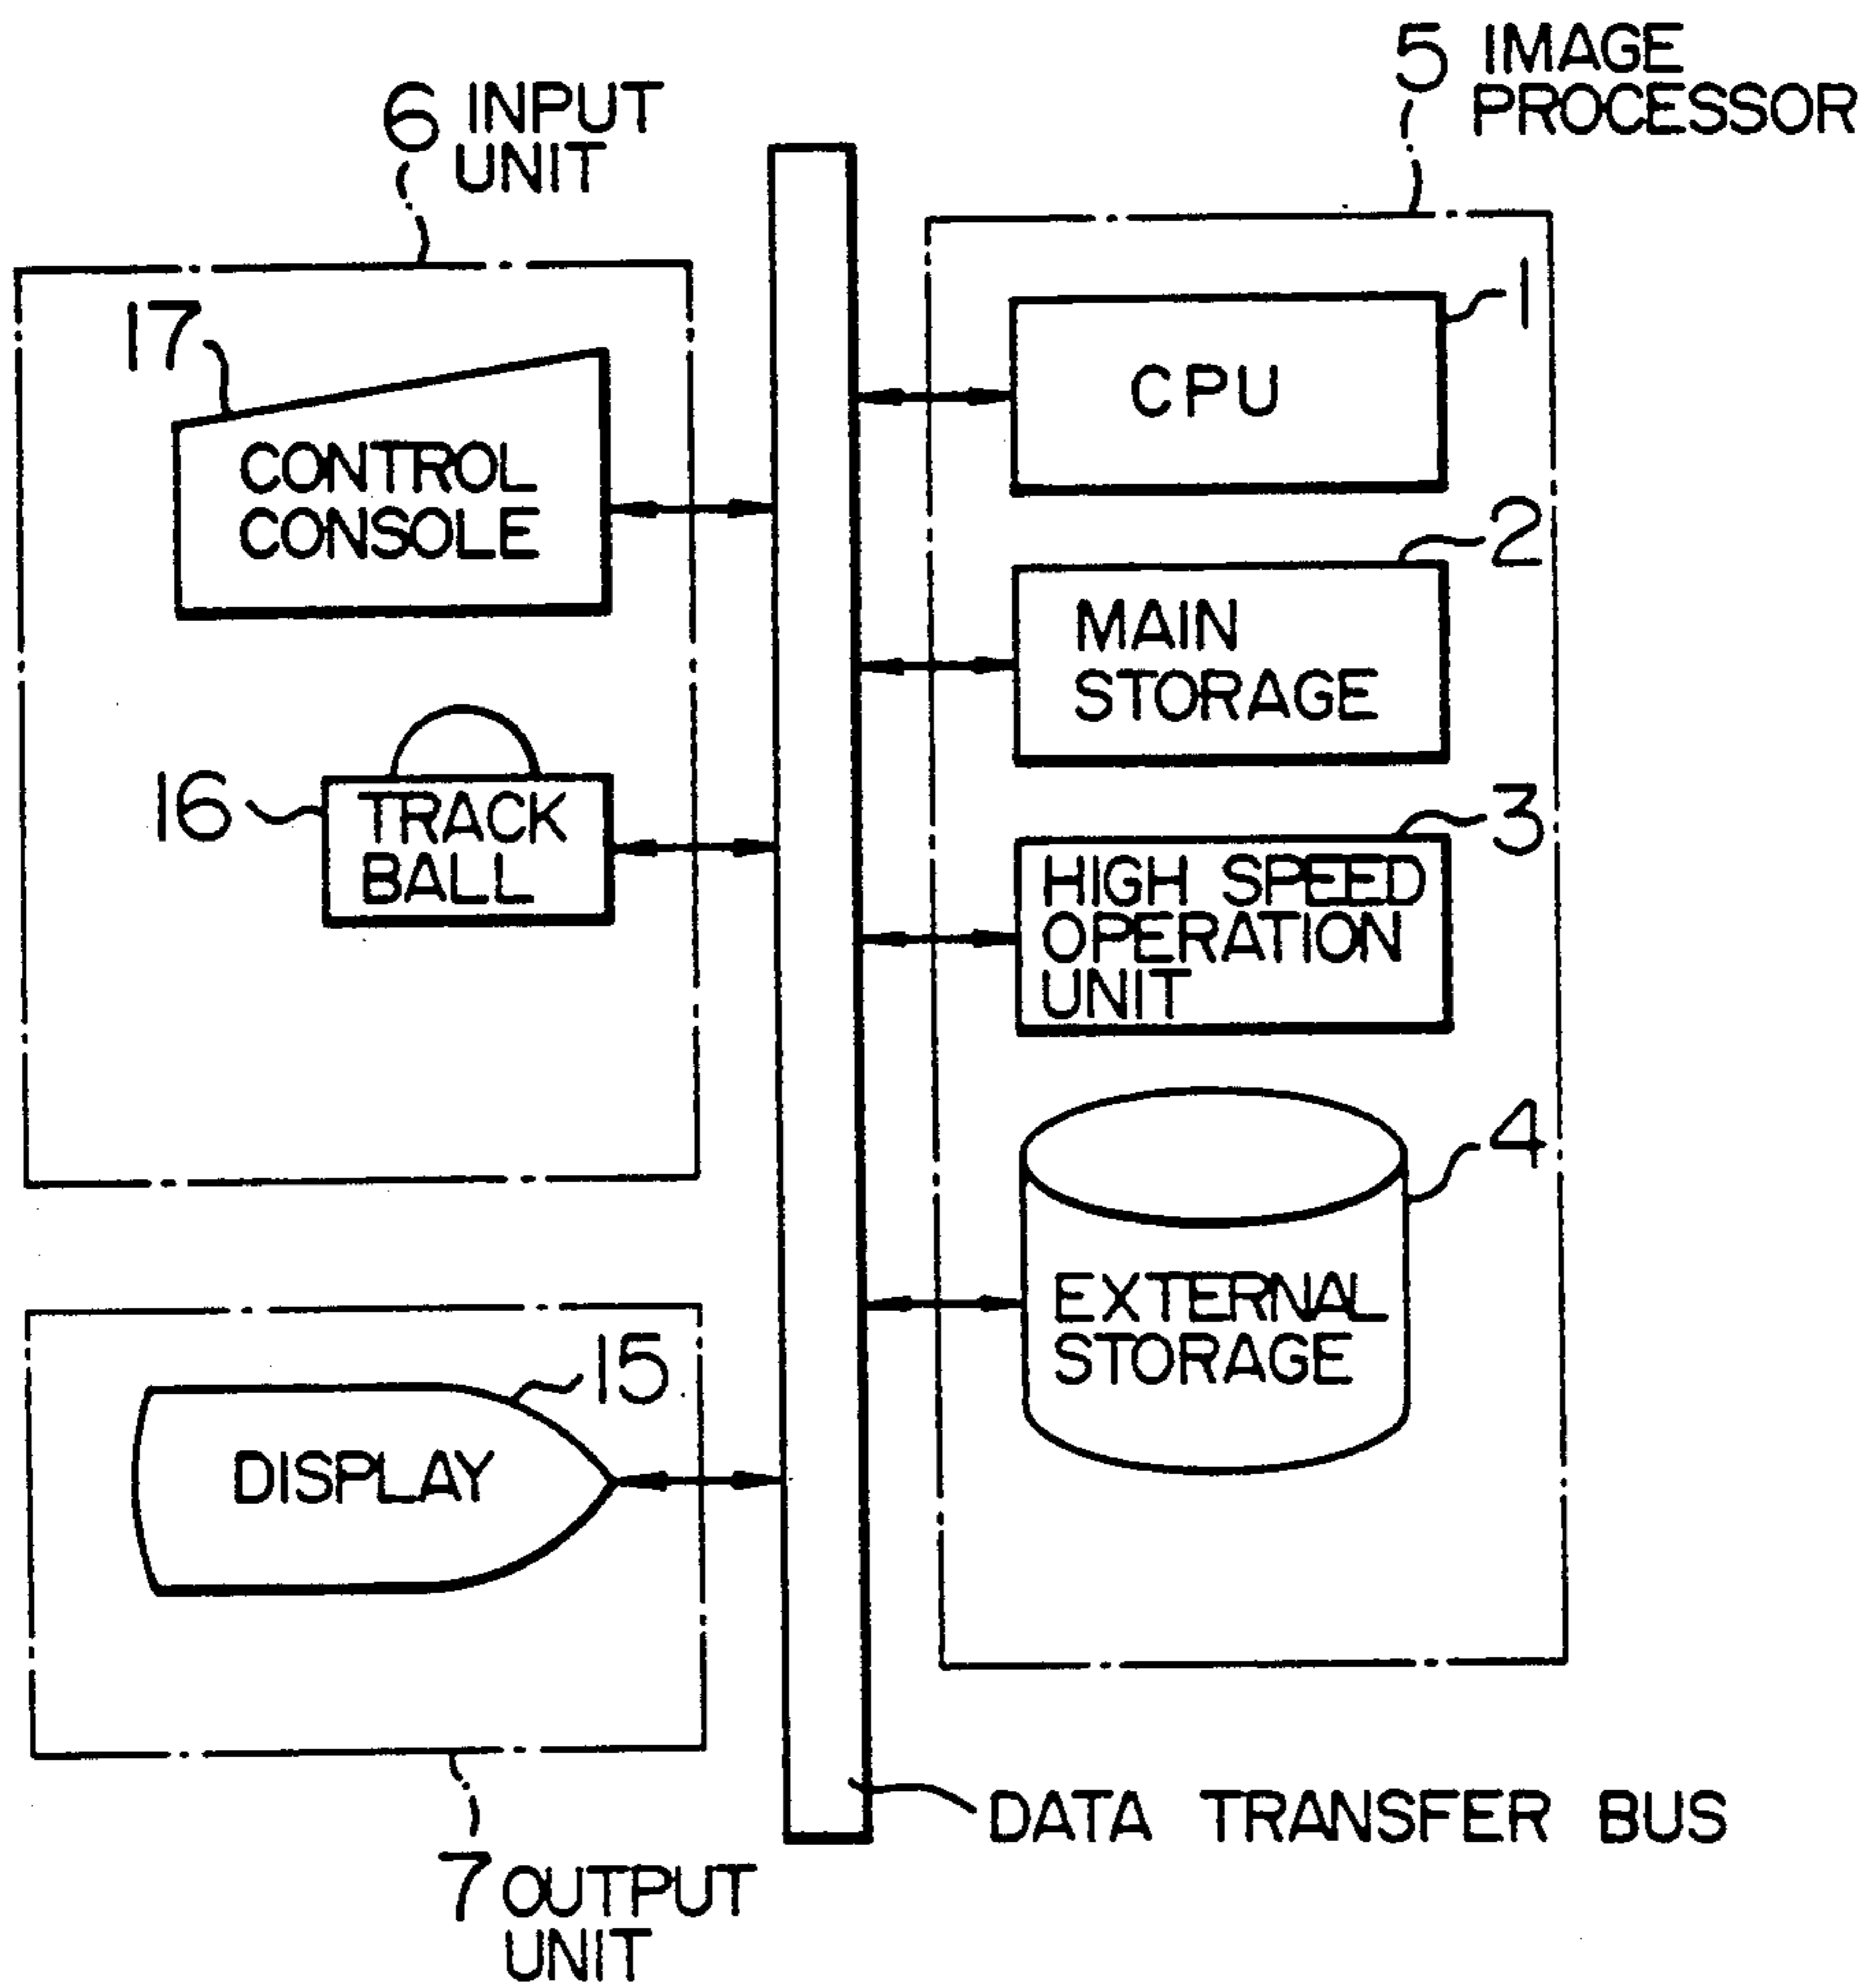 5 IMAGE
PROCESSOR
6 INPUT
UNIT
17
CONTROL
CONSOLE
16
TRACK
BALL
1
CPU
2
MAIN
STORAGE
3
HIGH SPEED
OPERATION
UNIT
4
EXTERNAL
STORAGE
15
DISPLAY
DATA TRANSFER BUS
7 OUTPUT
UNIT